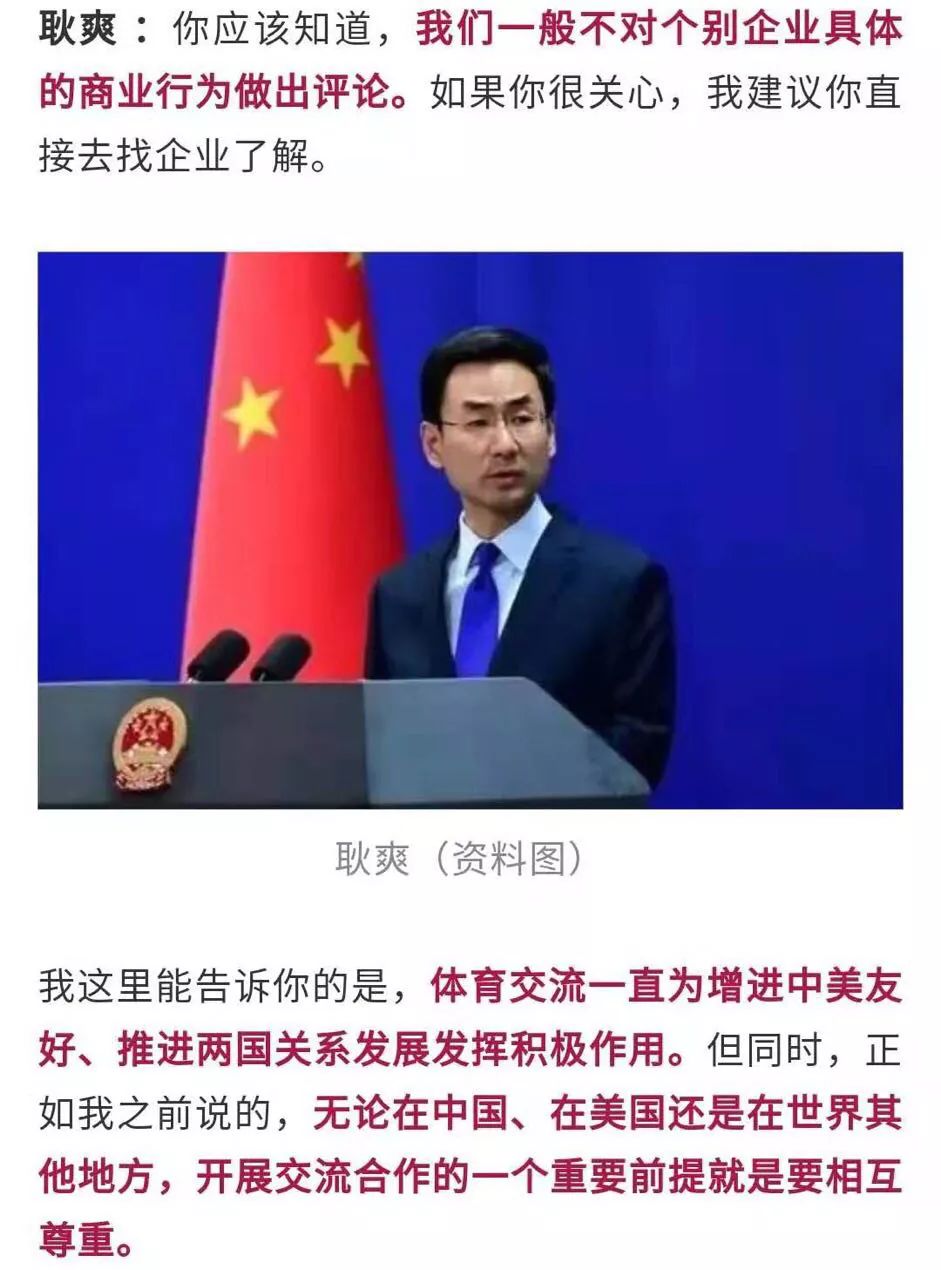 耿爽 ：你应该知道，我们一般不对个别企业具体
的商业行为做出评论。如果你很关心，我建议你直
接去找企业了解。
耿爽（资料图）
我这里能告诉你的是，体育交流一直为增进中美友
好、推进两国关系发展发挥积极作用。但同时，正
如我之前说的，无论在中国、在美国还是在世界其
他地方，开展交流合作的一个重要前提就是要相互
尊重。